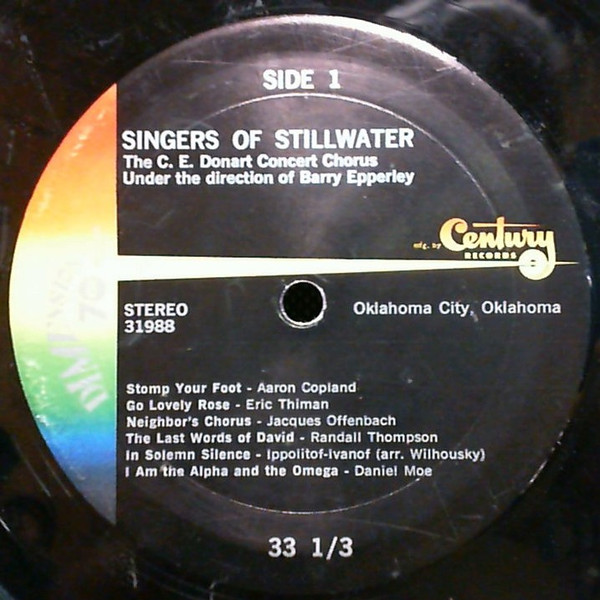 SIDE 1
SINGERS OF STILLWATER
The C. E. Donart Concert Chorus
Under the direction of Barry Epperley
mfg. by Century
RECORDS
STEREO
31988
Oklahoma City, Oklahoma
70
Stomp Your Foot - Aaron Copland
Go Lovely Rose - Eric Thiman
Neighbor's Chorus - Jacques Offenbach
The Last Words of David - Randall Thompson
In Solemn Silence - Ippolitof-Ivanof (arr. Wilhousky)
I Am the Alpha and the Omega - Daniel Moe
33 1/3